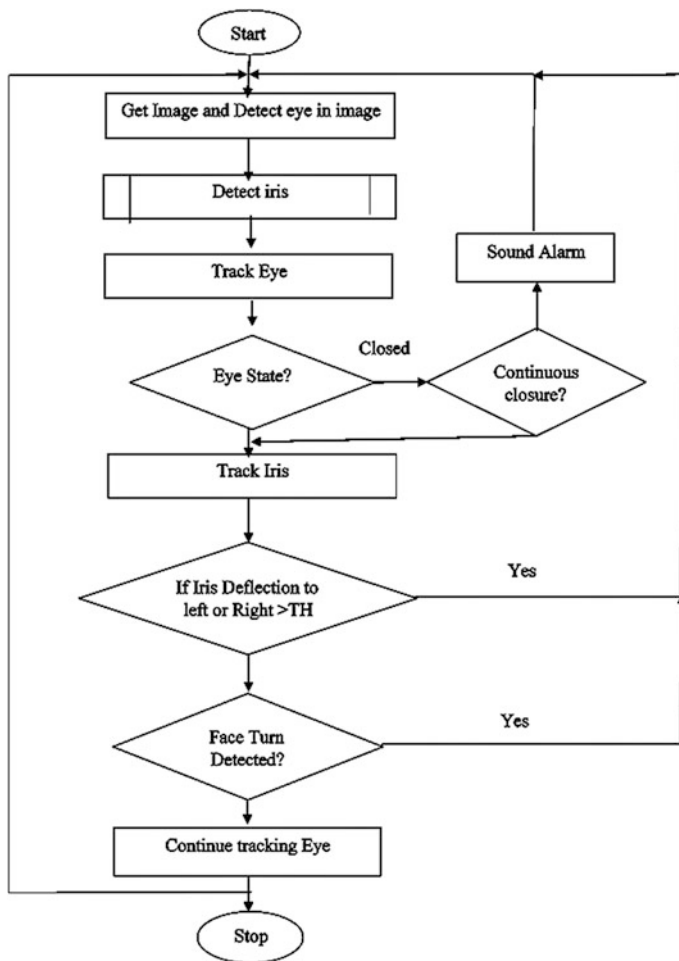 Start
Get Image and Detect eye in image
Detect iris
Track Eye
Sound Alarm
Eye State?
Closed
Continuous
closure?
Track Iris
If Iris Deflection to
left or Right >TH
Yes
Face Turn
Detected?
Yes
Continue tracking Eye
Stop